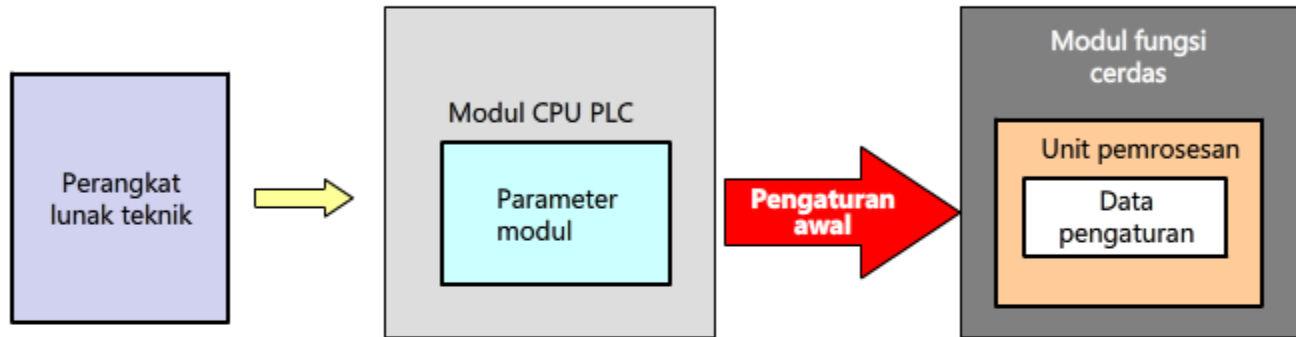 Perangkat
lunak teknik
Modul CPU PLC
Parameter
modul
Pengaturan
awal
Modul fungsi
cerdas
Unit pemrosesan
Data
pengaturan